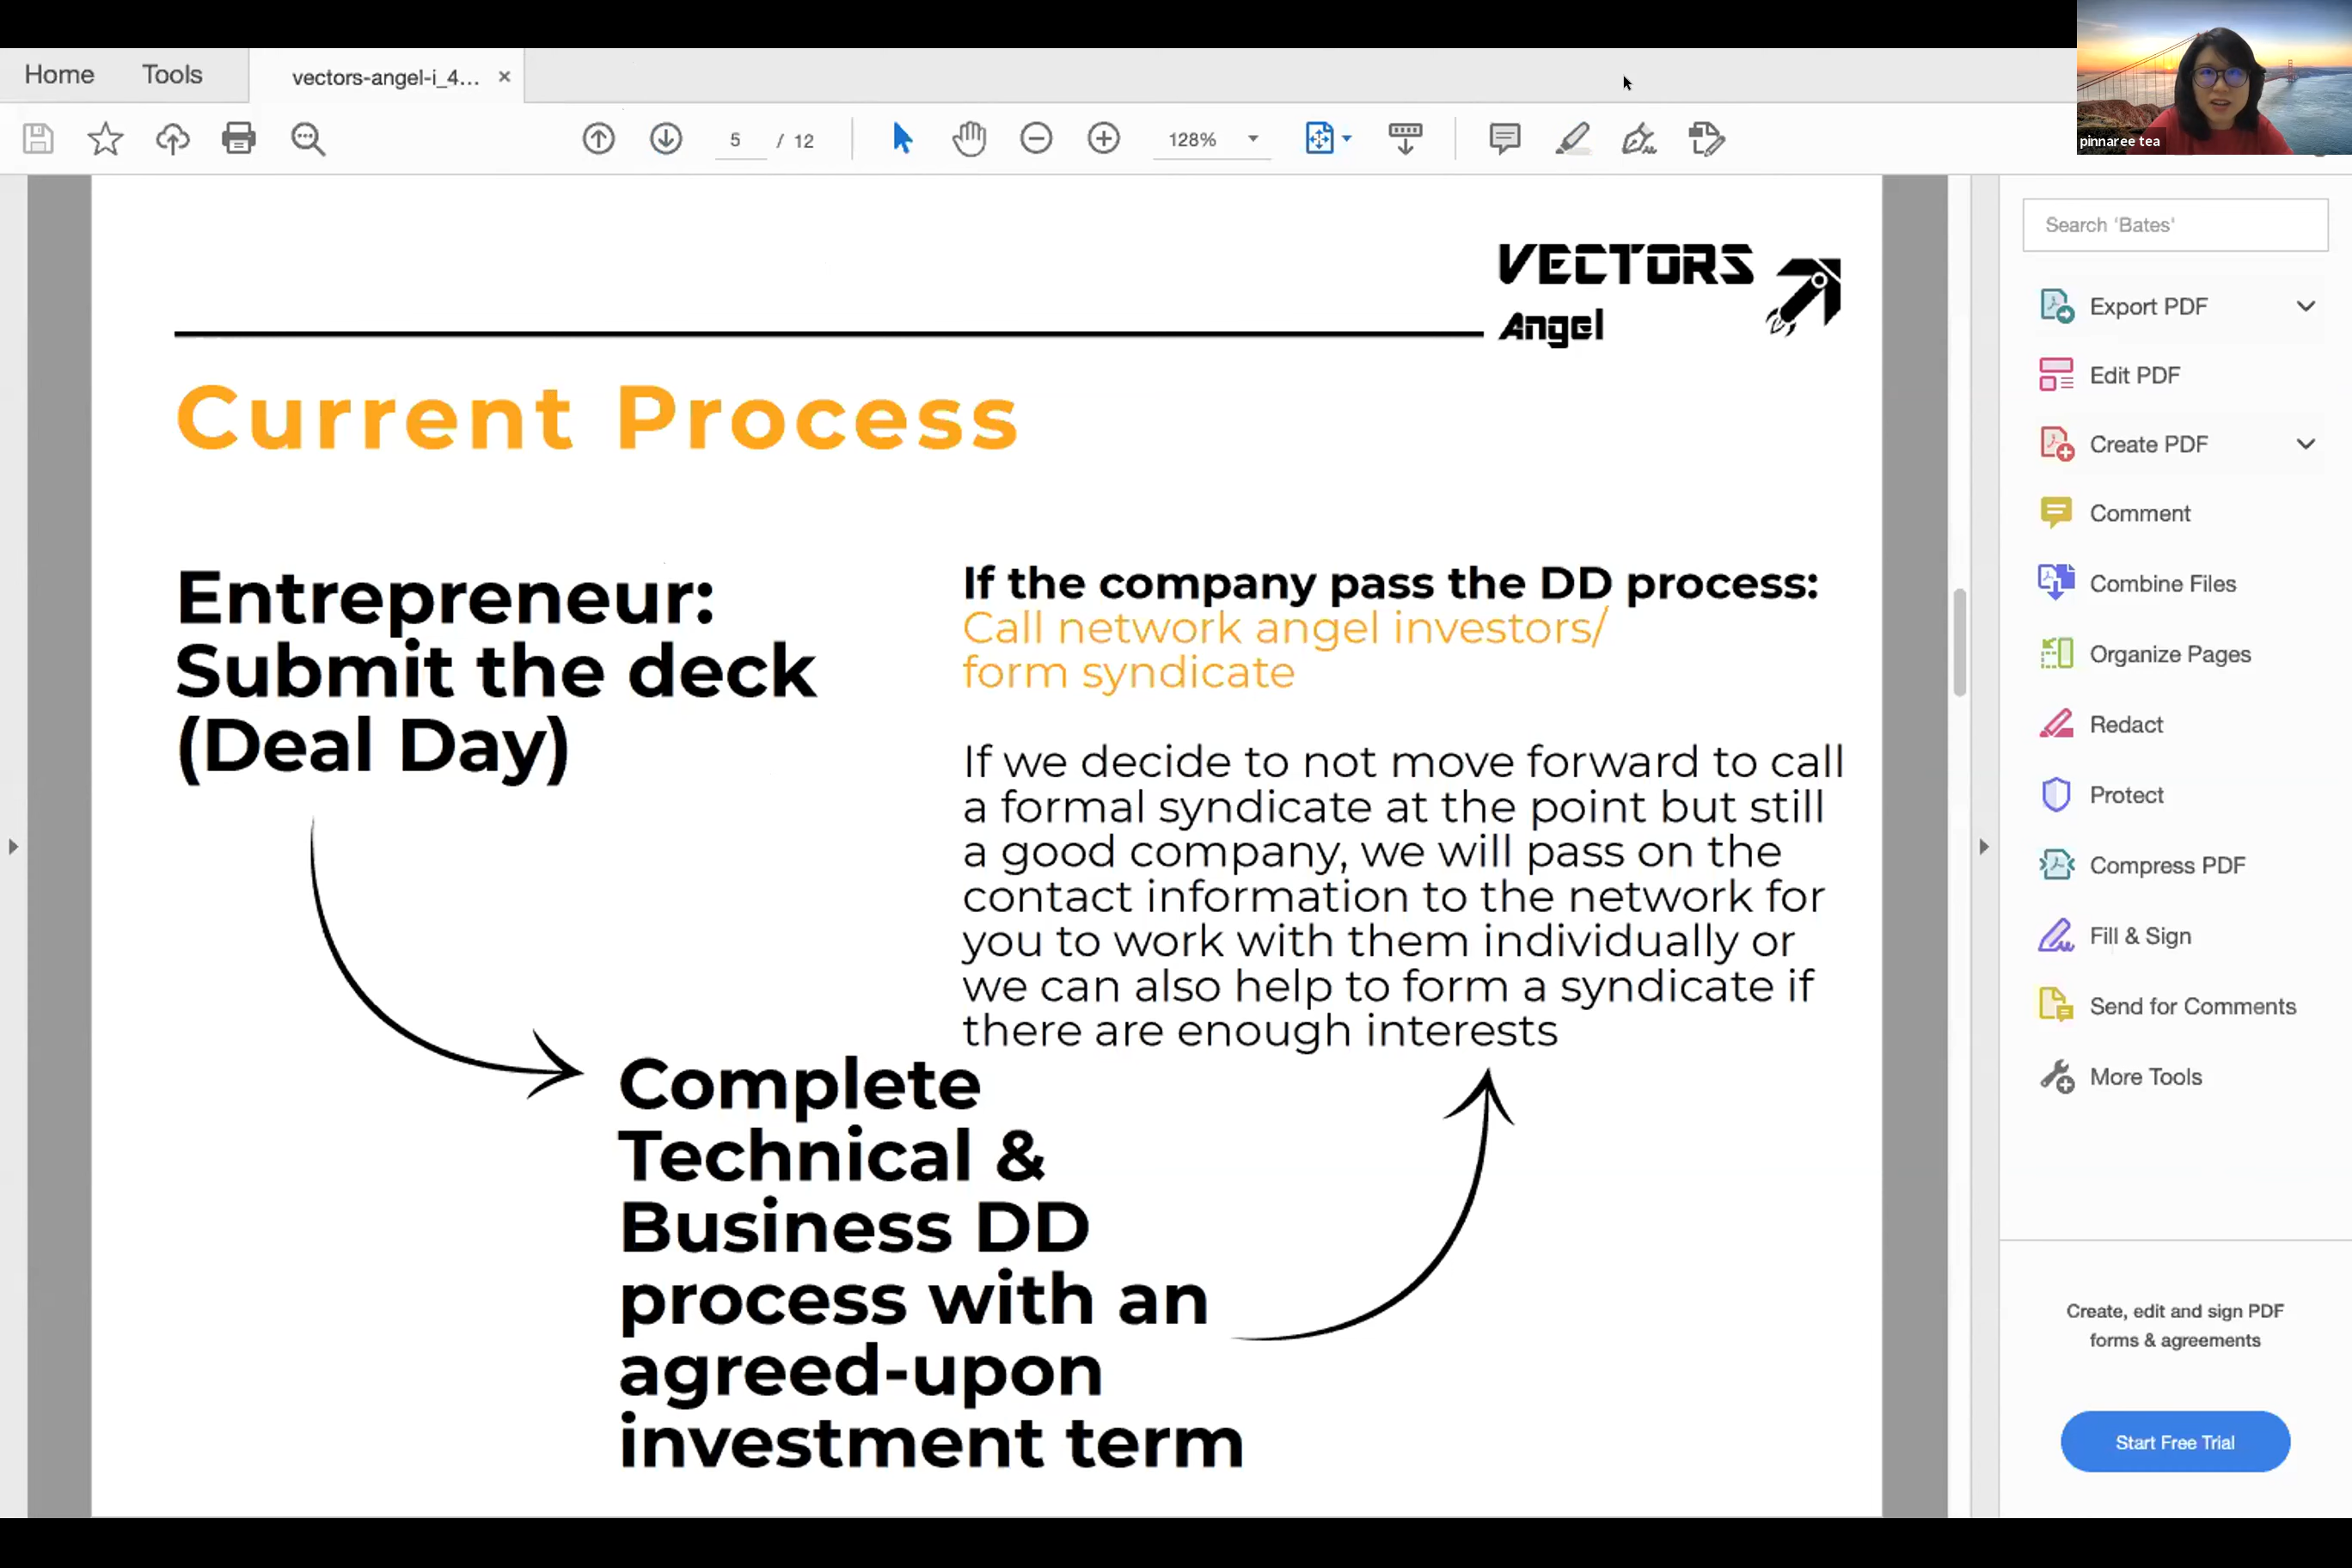 Home
Tools
vectors-angel-i_4...
5 / 12
128%
pinnaree tea
VECTORS
Angel
Current Process
Entrepreneur:
Submit the deck
(Deal Day)
If the company pass the DD process:
Call network angel investors/
form syndicate
If we decide to not move forward to call
a formal syndicate at the point but still
a good company, we will pass on the
contact information to the network for
you to work with them individually or
we can also help to form a syndicate if
there are enough interests
Complete
Technical &
Business DD
process with an
agreed-upon
investment term
Search 'Bates'
Export PDF
Edit PDF
Create PDF
Comment
Combine Files
Organize Pages
Redact
Protect
Compress PDF
Fill & Sign
Send for Comments
More Tools
Create, edit and sign PDF
forms & agreements
Start Free Trial